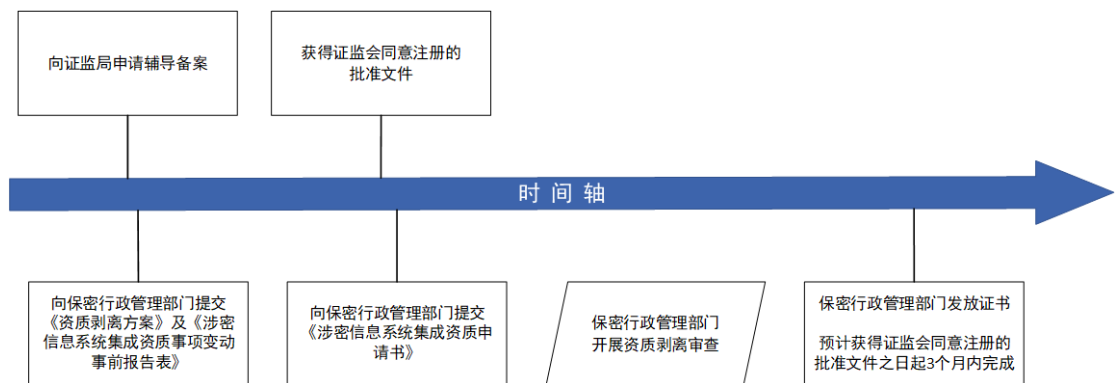 向证监局申请辅导备案
获得证监会同意注册的
批准文件
时间轴
向保密行政管理部门提交
《资质剥离方案》及《涉密
信息系统集成资质事项变动
事前报告表》
向保密行政管理部门提交
《涉密信息系统集成资质申
请书》
保密行政管理部门
开展资质剥离审查
保密行政管理部门发放证书
预计获得证监会同意注册的
批准文件之日起3个月内完成